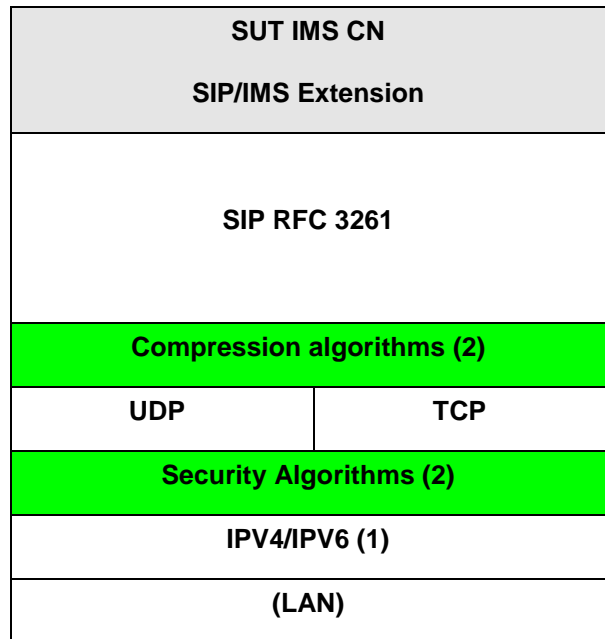 SUT IMS CN
SIP/IMS Extension
SIP RFC 3261
Compression algorithms (2)
UDP TCP
Security Algorithms (2)
IPV4/IPV6 (1)
(LAN)